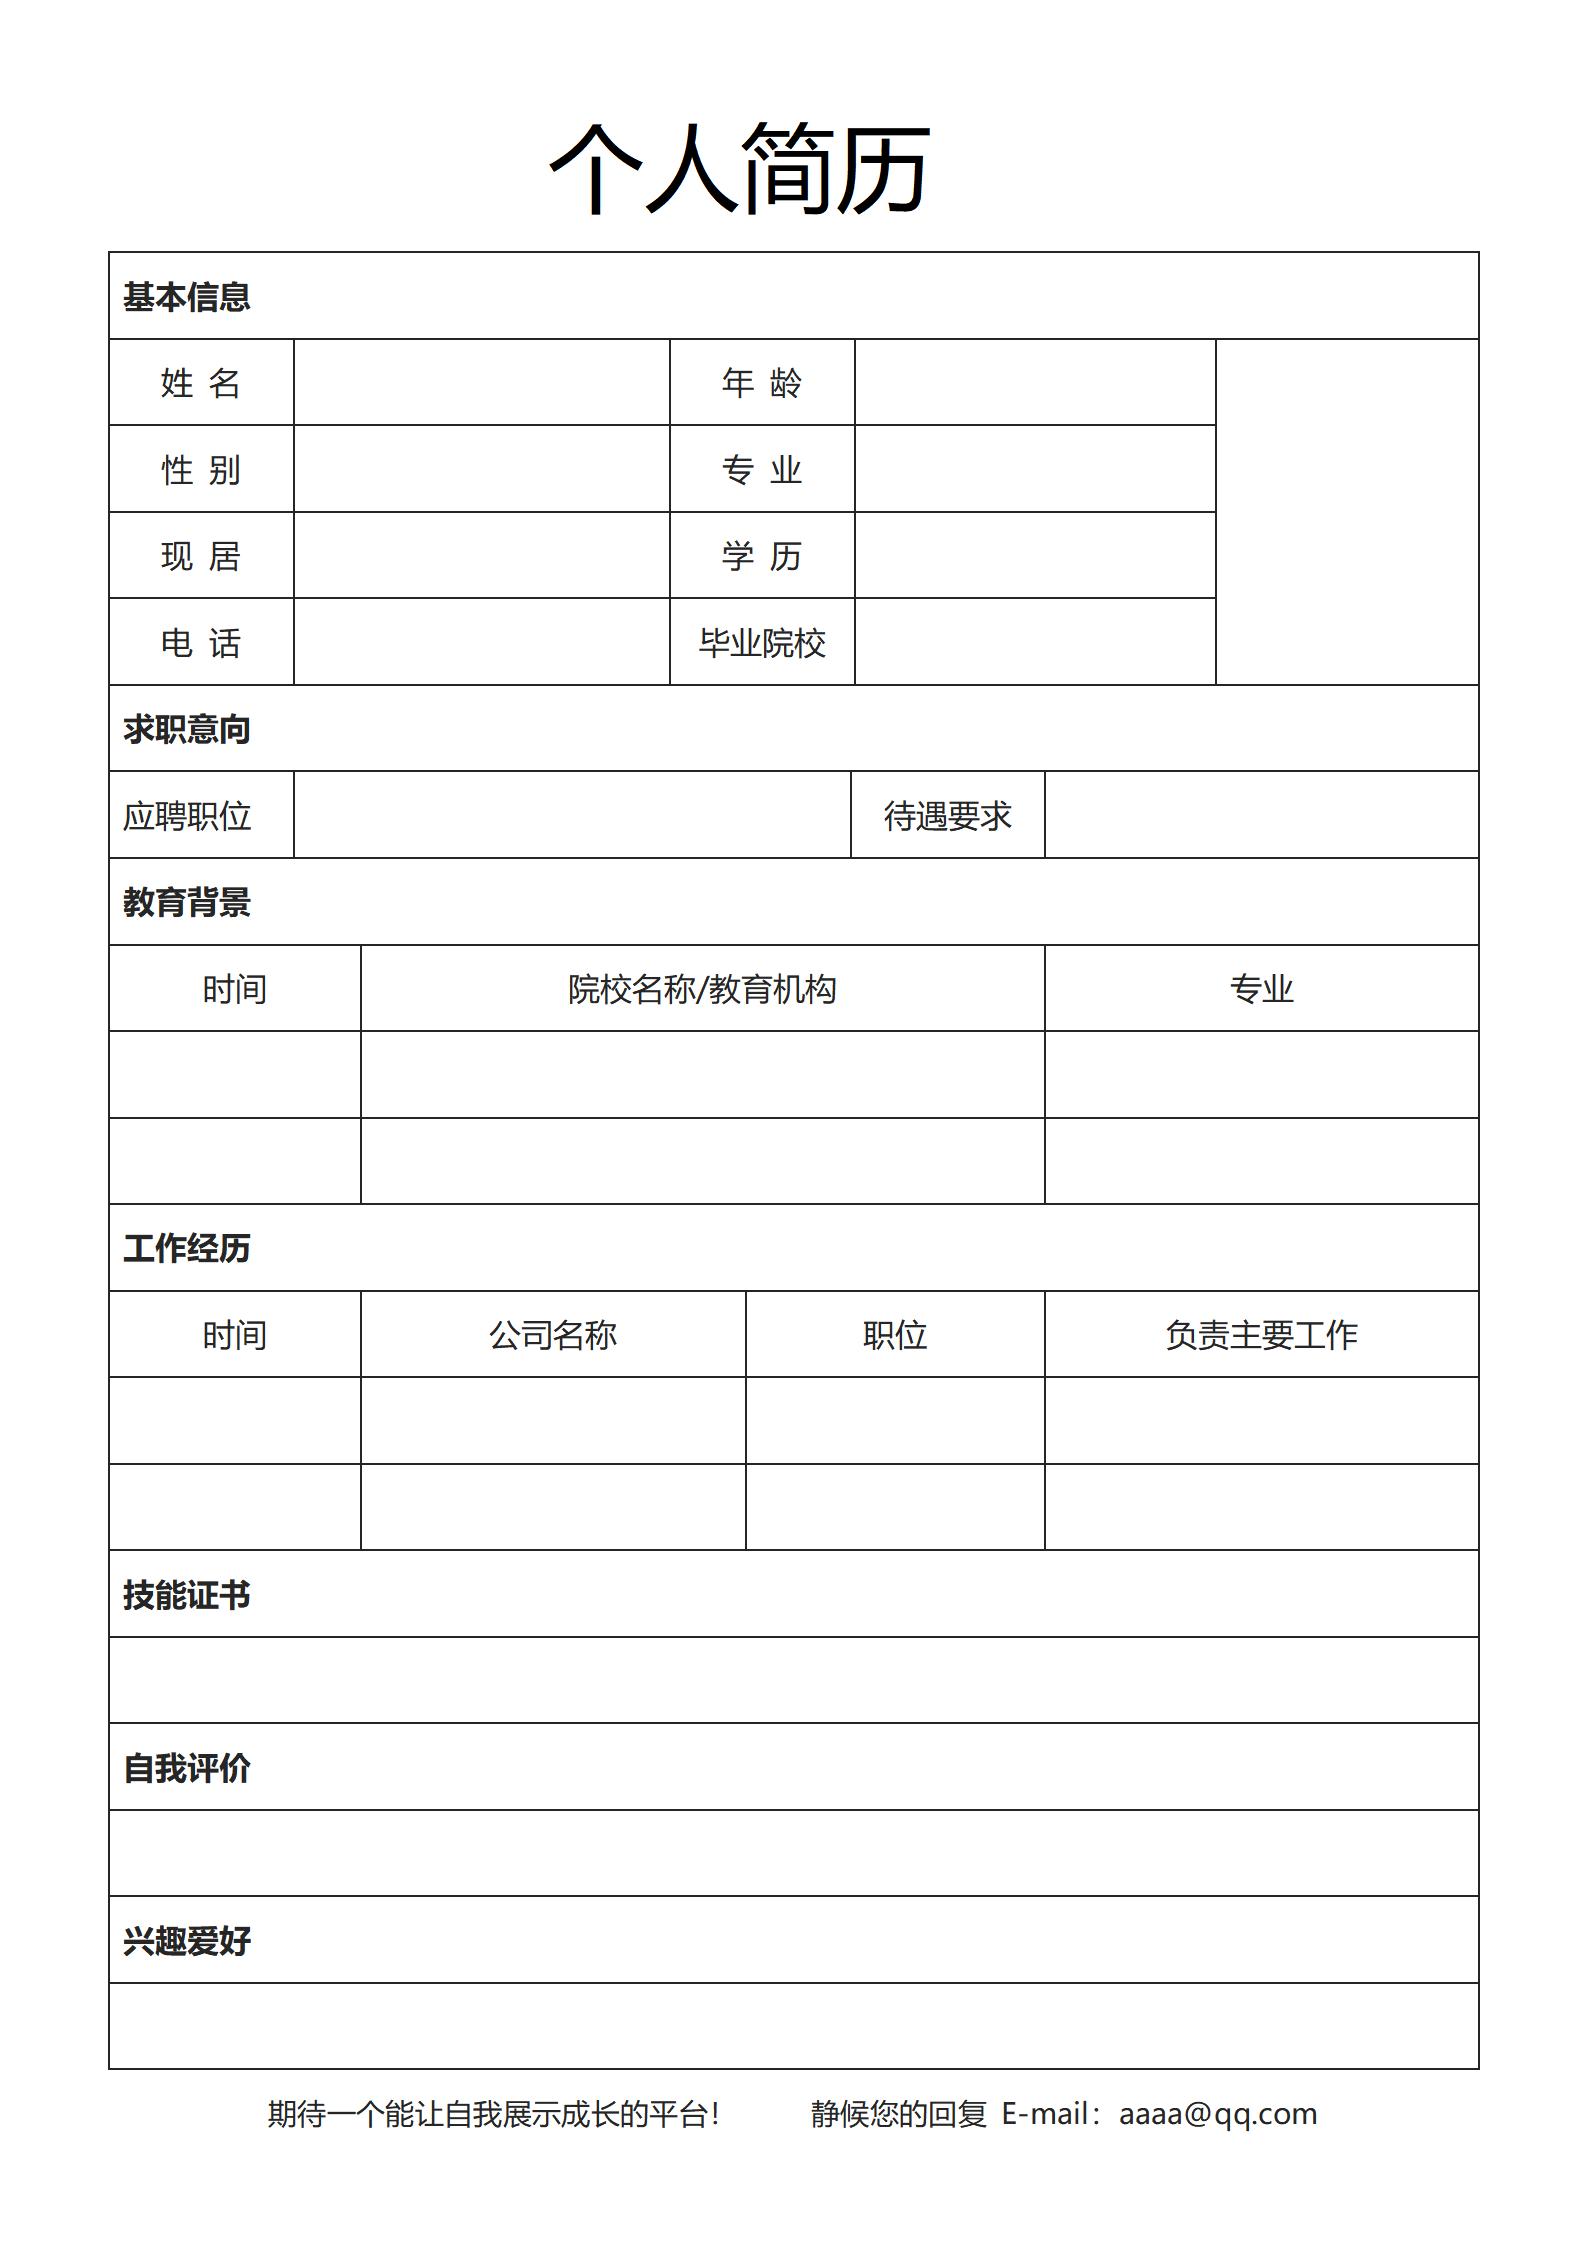 个人简历
基本信息
姓 名 年 龄
性 别 专 业
现 居 学 历
电 话 毕业院校
求职意向
应聘职位 待遇要求
教育背景
时间 院校名称/教育机构 专业
工作经历
时间 公司名称 职位 负责主要工作
技能证书
自我评价
兴趣爱好
期待一个能让自我展示成长的平台！ 静候您的回复 E-mail：aaaa@qq.com